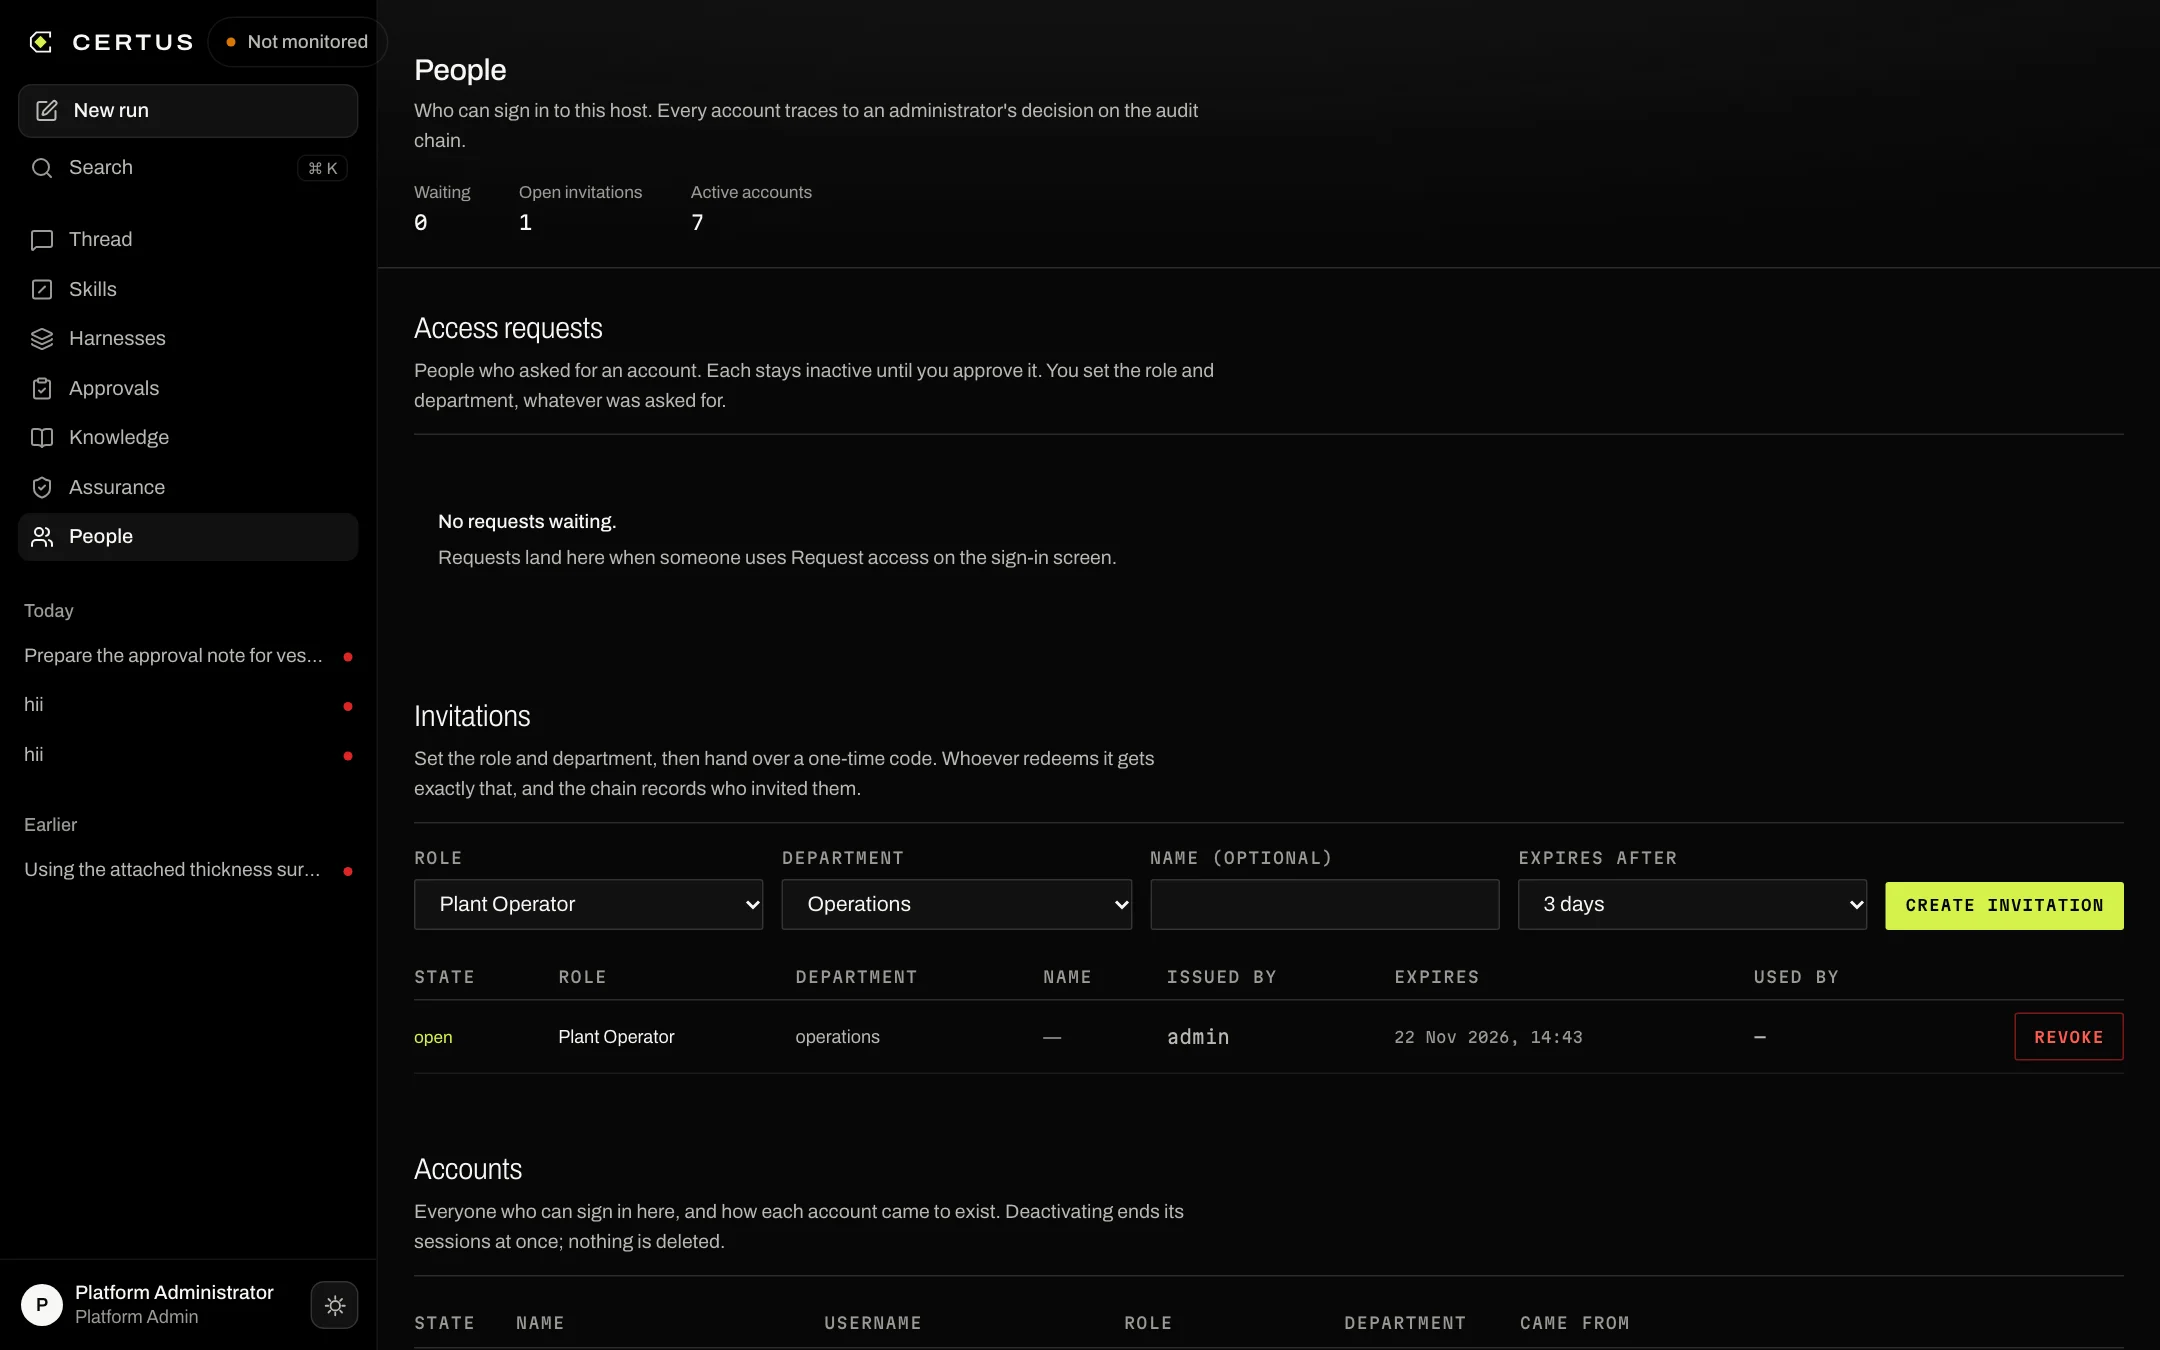 CERTUS
Not monitored
New run
Search
⌘ K
Thread
Skills
Harnesses
Approvals
Knowledge
Assurance
People
Today
Prepare the approval note for ves...
hii
hii
Earlier
Using the attached thickness sur...
P
Platform Administrator
Platform Admin
People
Who can sign in to this host. Every account traces to an administrator's decision on the audit
chain.
Waiting Open invitations Active accounts
0 1 7
Access requests
People who asked for an account. Each stays inactive until you approve it. You set the role and
department, whatever was asked for.
No requests waiting.
Requests land here when someone uses Request access on the sign-in screen.
Invitations
Set the role and department, then hand over a one-time code. Whoever redeems it gets
exactly that, and the chain records who invited them.
ROLE DEPARTMENT NAME (OPTIONAL) EXPIRES AFTER
Plant Operator Operations 3 days CREATE INVITATION
STATE ROLE DEPARTMENT NAME ISSUED BY EXPIRES USED BY
open Plant Operator operations — admin 22 Nov 2026, 14:43 — REVOKE
Accounts
Everyone who can sign in here, and how each account came to exist. Deactivating ends its
sessions at once; nothing is deleted.
STATE NAME USERNAME ROLE DEPARTMENT CAME FROM